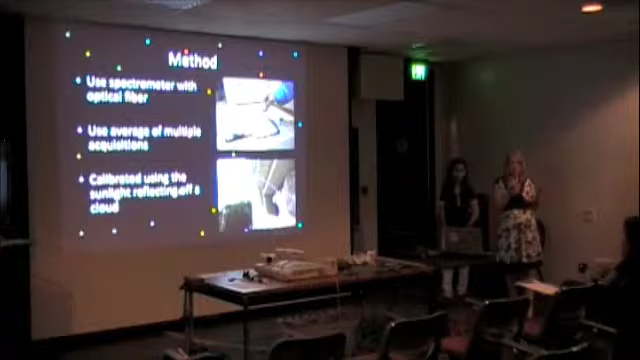 Method
Use spectrometer with
optical fiber
Use average of multiple
acquisitions
Calibrated using the
sunlight reflecting off a
cloud